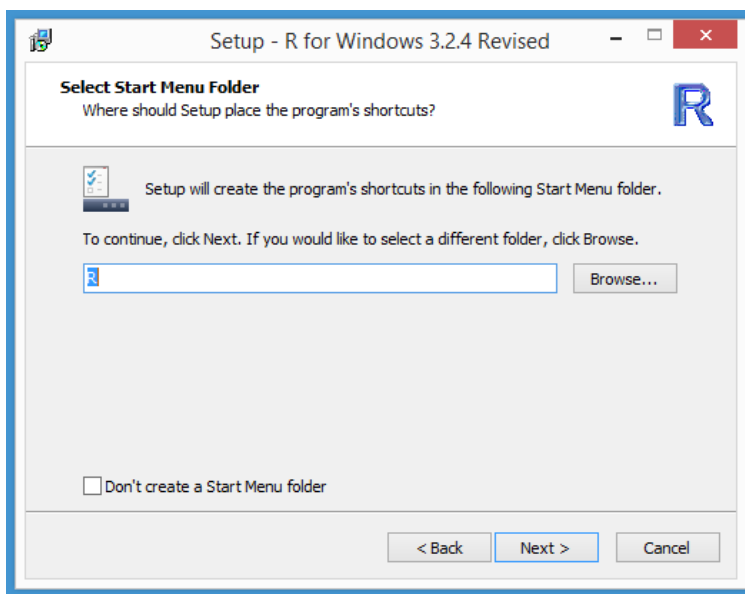 Setup - R for Windows 3.2.4 Revised
Select Start Menu Folder
Where should Setup place the program's shortcuts?
R
Setup will create the program's shortcuts in the following Start Menu folder.
To continue, click Next. If you would like to select a different folder, click Browse.
R
Browse...
Don't create a Start Menu folder
< Back
Next >
Cancel